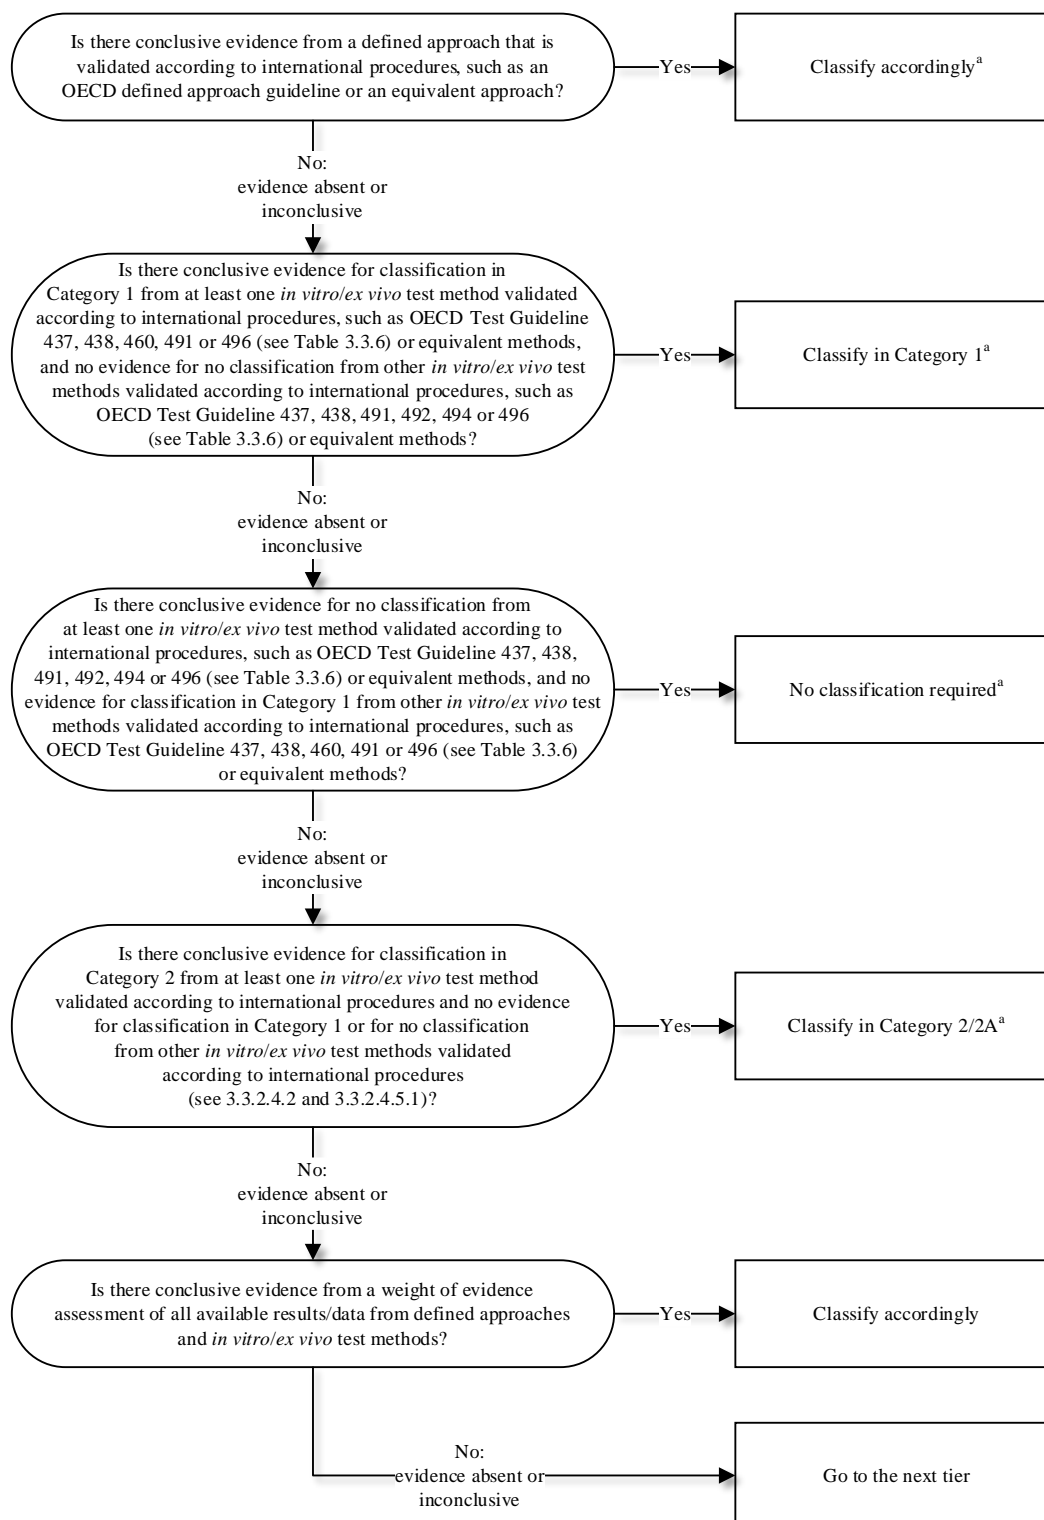 Is there conclusive evidence from a defined approach that is
validated according to international procedures, such as an
OECD defined approach guideline or an equivalent approach?
Yes
Classify accordinglyᵃ
No:
evidence absent or
inconclusive
Is there conclusive evidence for classification in
Category 1 from at least one in vitro/ex vivo test method validated
according to international procedures, such as OECD Test Guideline
437, 438, 460, 491 or 496 (see Table 3.3.6) or equivalent methods,
and no evidence for no classification from other in vitro/ex vivo test
methods validated according to international procedures, such as
OECD Test Guideline 437, 438, 491, 492, 494 or 496
(see Table 3.3.6) or equivalent methods?
Yes
Classify in Category 1ᵃ
No:
evidence absent or
inconclusive
Is there conclusive evidence for no classification from
at least one in vitro/ex vivo test method validated according to
international procedures, such as OECD Test Guideline 437, 438,
491, 492, 494 or 496 (see Table 3.3.6) or equivalent methods, and no
evidence for classification in Category 1 from other in vitro/ex vivo test
methods validated according to international procedures, such as
OECD Test Guideline 437, 438, 460, 491 or 496 (see Table 3.3.6)
or equivalent methods?
Yes
No classification requiredᵃ
No:
evidence absent or
inconclusive
Is there conclusive evidence for classification in
Category 2 from at least one in vitro/ex vivo test method
validated according to international procedures and no evidence
for classification in Category 1 or for no classification
from other in vitro/ex vivo test methods validated
according to international procedures
(see 3.3.2.4.2 and 3.3.2.4.5.1)?
Yes
Classify in Category 2/2Aᵃ
No:
evidence absent or
inconclusive
Is there conclusive evidence from a weight of evidence
assessment of all available results/data from defined approaches
and in vitro/ex vivo test methods?
Yes
Classify accordingly
No:
evidence absent or
inconclusive
Go to the next tier